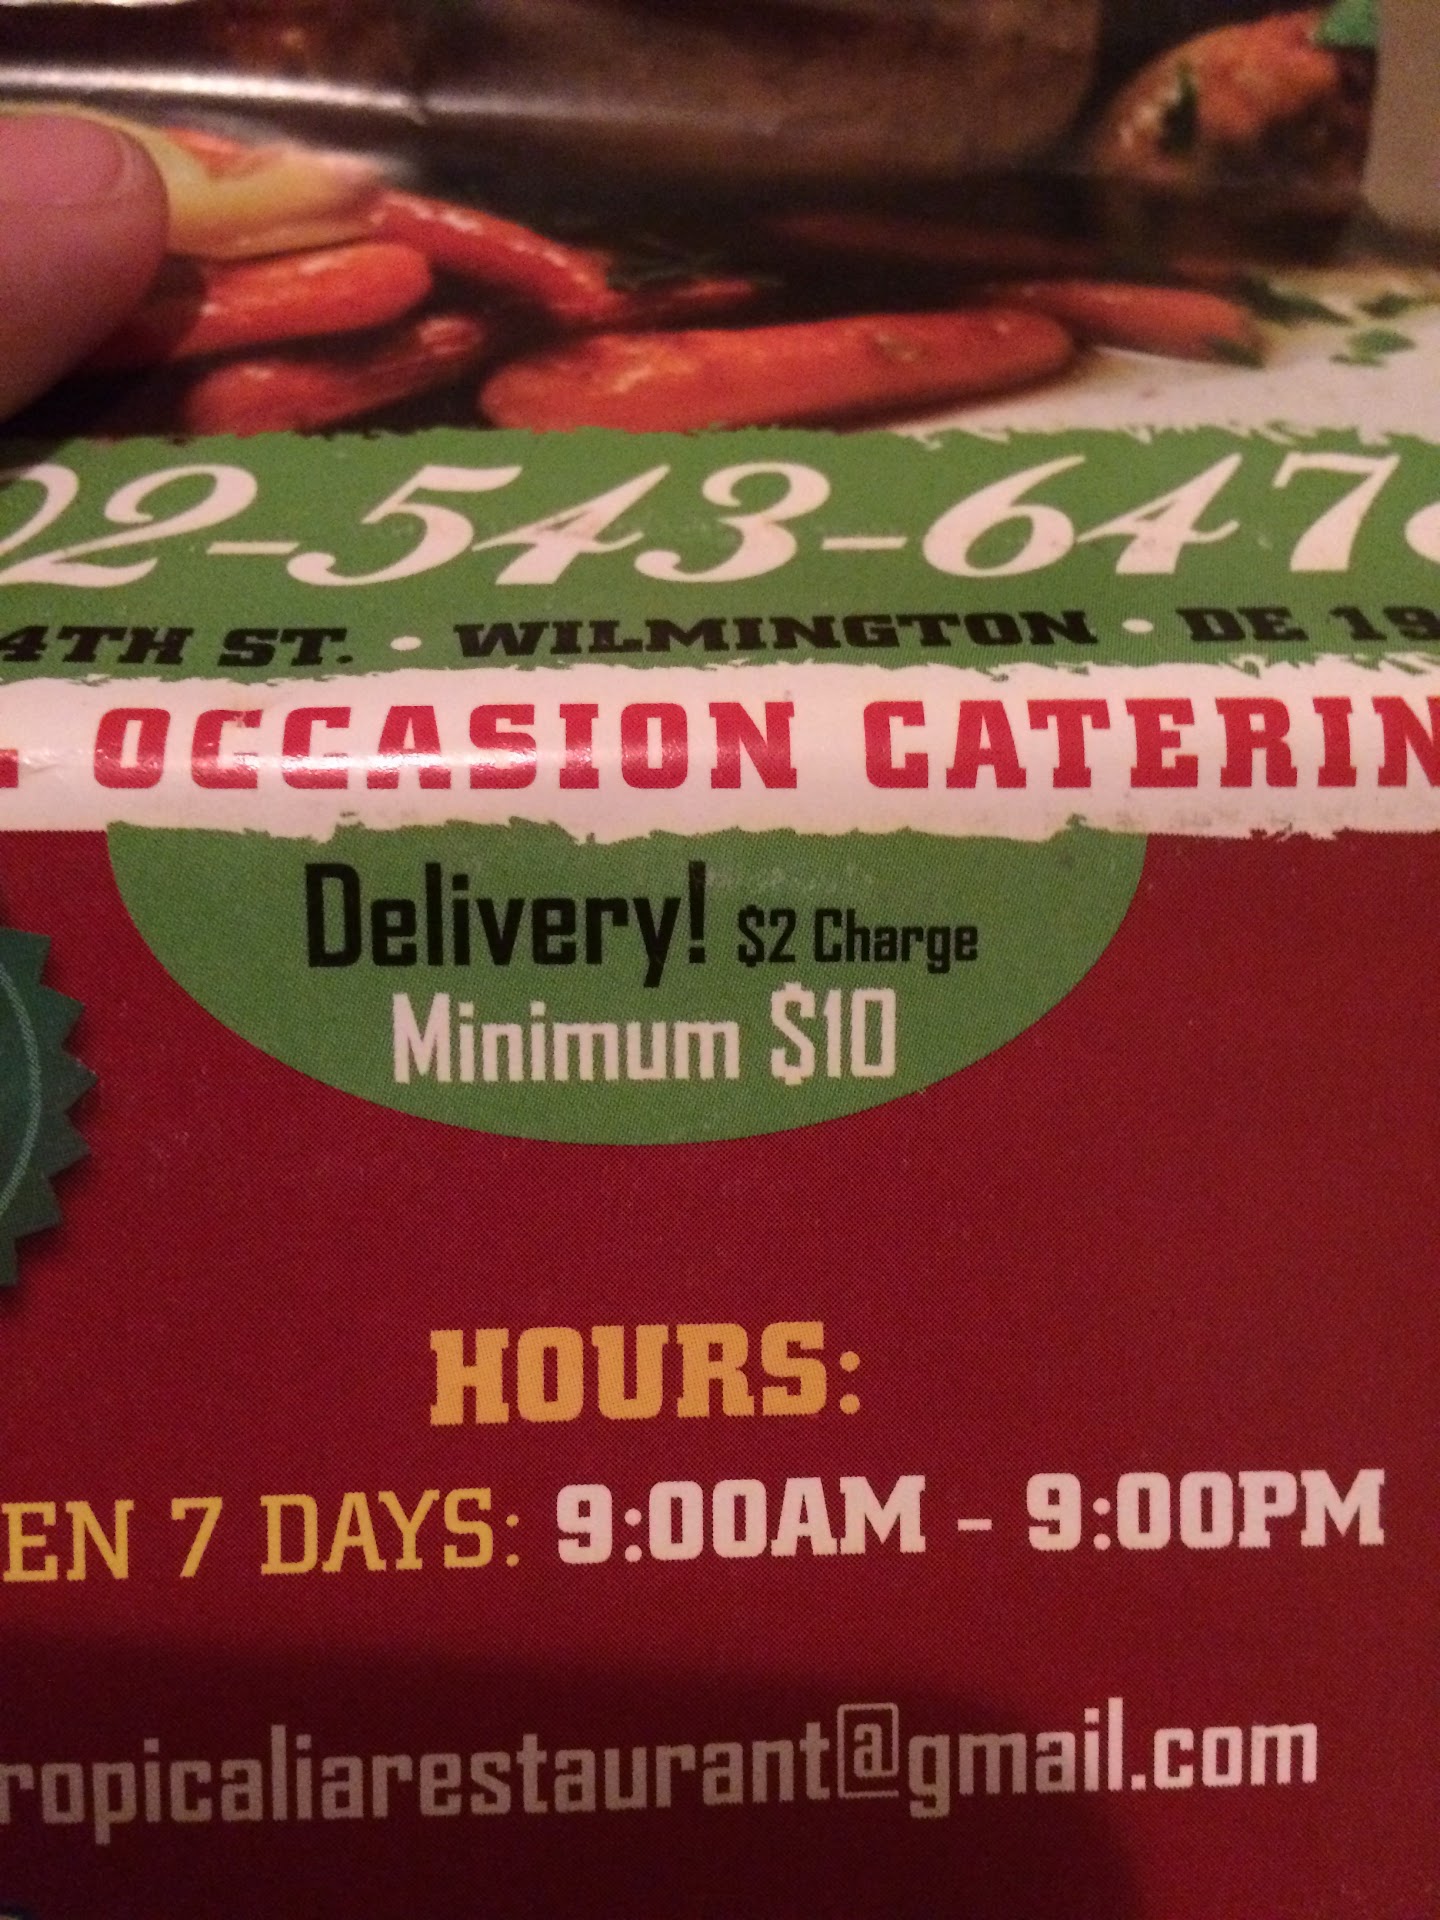 02-543-647
4TH ST. • WILMINGTON • DE 19
OCCASION CATERIN
Delivery! $2 Charge
Minimum $10
HOURS:
EN 7 DAYS: 9:00AM - 9:00PM
ropicaliarestaurant@gmail.com